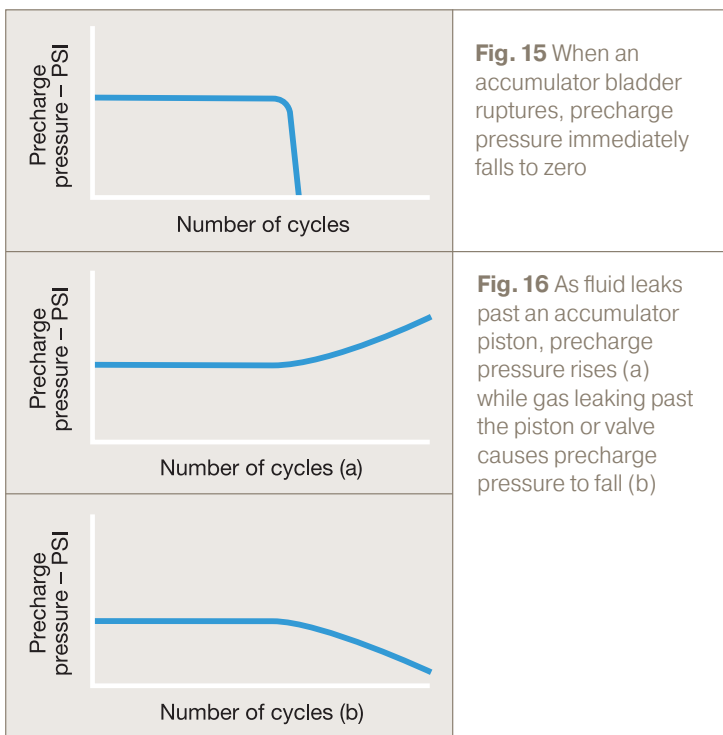 Precharge
pressure – PSI
Number of cycles
Fig. 15 When an
accumulator bladder
ruptures, precharge
pressure immediately
falls to zero
Precharge
pressure – PSI
Number of cycles (a)
Fig. 16 As fluid leaks
past an accumulator
piston, precharge
pressure rises (a)
while gas leaking past
the piston or valve
causes precharge
pressure to fall (b)
Precharge
pressure – PSI
Number of cycles (b)